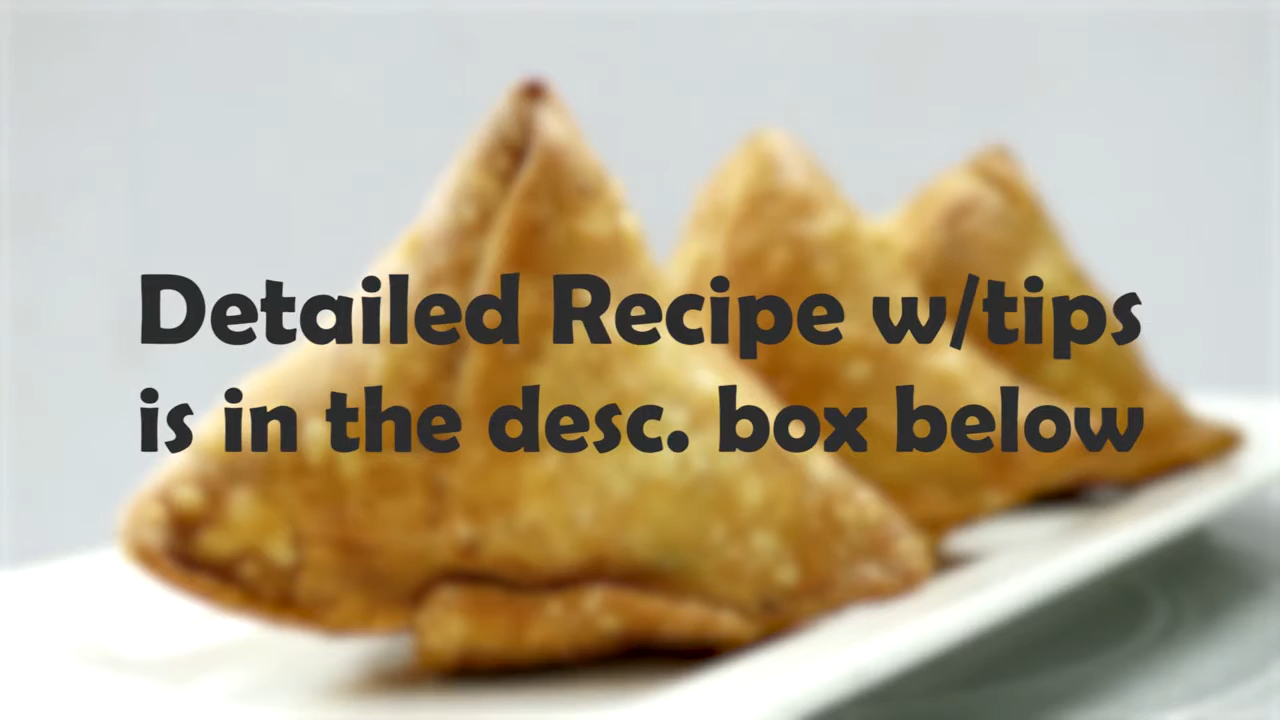 Detailed Recipe w/tips
is in the desc. box below